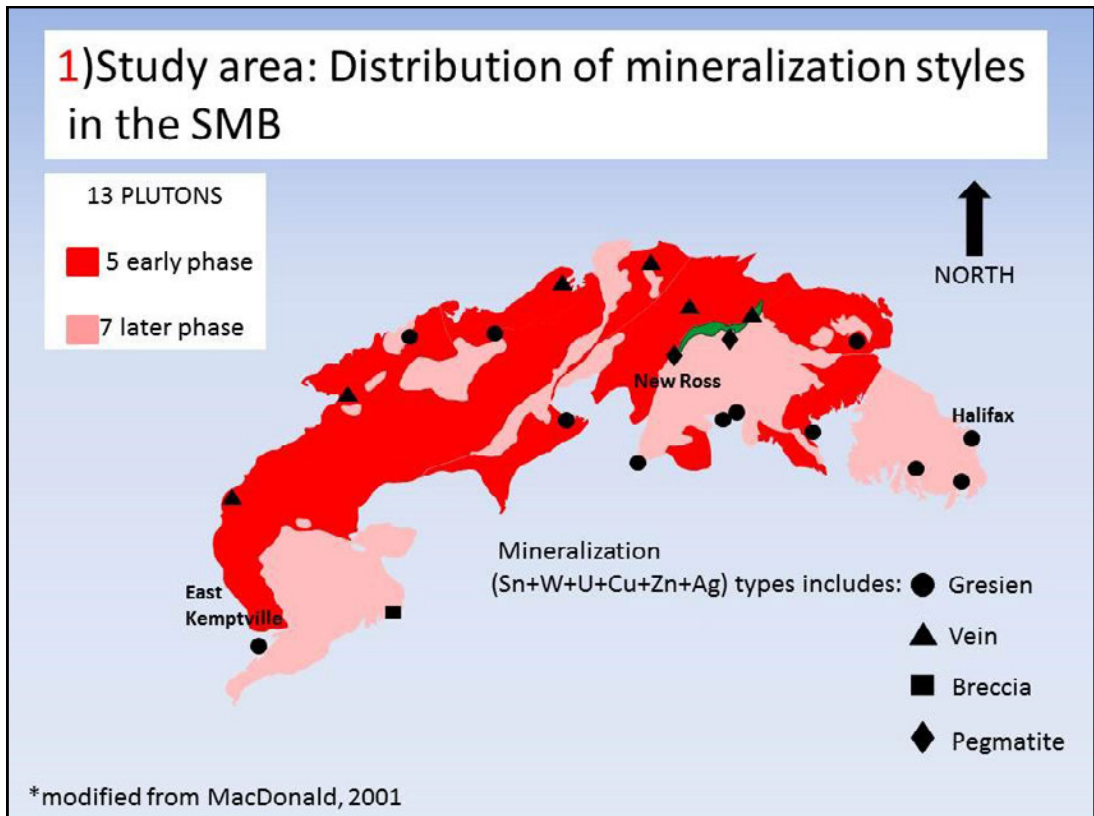 1)Study area: Distribution of mineralization styles
in the SMB
13 PLUTONS
5 early phase
7 later phase
NORTH
New Ross
Halifax
East
Kemptville
Mineralization
(Sn+W+U+Cu+Zn+Ag) types includes:
Gresien
Vein
Breccia
Pegmatite
*modified from MacDonald, 2001